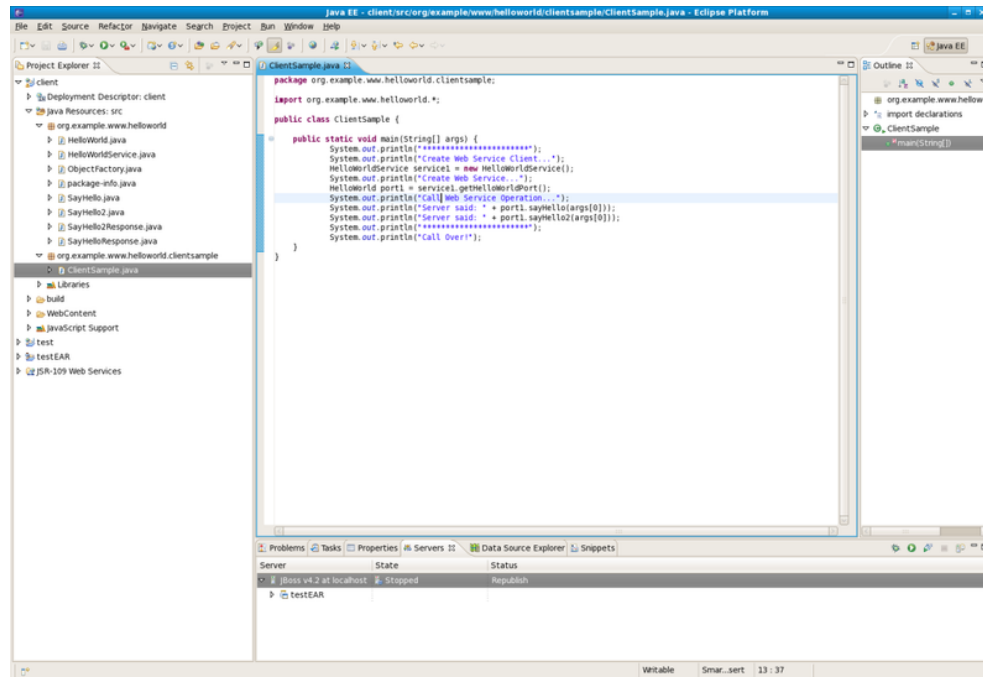 Java EE - client/src/org/example/www/helloworld/clientsample/ClientSample.java - Eclipse Platform
File Edit Source Refactor Navigate Search Project Run Window Help
Java EE
Project Explorer
client
Deployment Descriptor: client
Java Resources: src
org.example.www.helloworld
HelloWorld.java
HelloWorldService.java
ObjectFactory.java
package-info.java
SayHello.java
SayHello2.java
SayHello2Response.java
SayHelloResponse.java
org.example.www.helloworld.clientsample
ClientSample.java
Libraries
build
WebContent
JavaScript Support
test
testEAR
JSR-109 Web Services
ClientSample.java
package org.example.www.helloworld.clientsample;
import org.example.www.helloworld.*;
public class ClientSample {
public static void main(String[] args) {
System.out.println("***********************");
System.out.println("Create Web Service Client...");
HelloWorldService service1 = new HelloWorldService();
System.out.println("Create Web Service...");
HelloWorld port1 = service1.getHelloWorldPort();
System.out.println("Call Web Service Operation...");
System.out.println("Server said: " + port1.sayHello(args[0]));
System.out.println("Server said: " + port1.sayHello2(args[0]));
System.out.println("***********************");
System.out.println("Call Over!");
}
}
Outline
org.example.www.hellow
import declarations
ClientSample
main(String[])
Problems Tasks Properties Servers Data Source Explorer Snippets
Server State Status
JBoss v4.2 at localhost Stopped Republish
testEAR
Writable Smar...sert 13 : 37